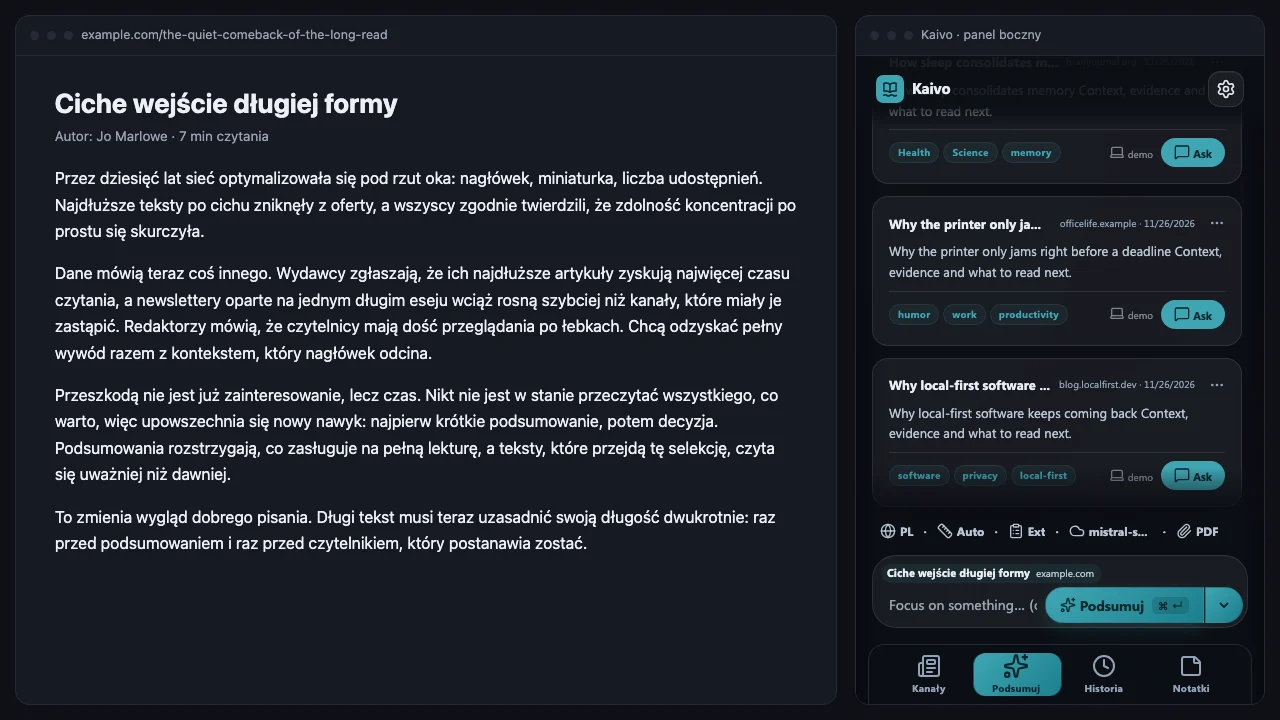 example.com/the-quiet-comeback-of-the-long-read
Ciche wejście długiej formy
Autor: Jo Marlowe · 7 min czytania
Przez dziesięć lat sieć optymalizowała się pod rzut oka: nagłówek, miniaturka, liczba udostępnień.
Najdłuższe teksty po cichu zniknęły z oferty, a wszyscy zgodnie twierdzili, że zdolność koncentracji po
prostu się skurczyła.
Dane mówią teraz coś innego. Wydawcy zgłaszają, że ich najdłuższe artykuły zyskują najwięcej czasu
czytania, a newslettery oparte na jednym długim eseju wciąż rosną szybciej niż kanały, które miały je
zastąpić. Redaktorzy mówią, że czytelnicy mają dość przeglądania po łebkach. Chcą odzyskać pełny
wywód razem z kontekstem, który nagłówek odcina.
Przeszkodą nie jest już zainteresowanie, lecz czas. Nikt nie jest w stanie przeczytać wszystkiego, co
warto, więc upowszechnia się nowy nawyk: najpierw krótkie podsumowanie, potem decyzja.
Podsumowania rozstrzygają, co zasługuje na pełną lekturę, a teksty, które przejdą tę selekcję, czyta
się uważniej niż dawniej.
To zmienia wygląd dobrego pisania. Długi tekst musi teraz uzasadnić swoją długość dwukrotnie: raz
przed podsumowaniem i raz przed czytelnikiem, który postanawia zostać.
Kaivo · panel boczny
How sleep consolidates m...
Kaivo
consolidates memory Context, evidence and
what to read next.
Health Science memory demo Ask
Why the printer only ja... officelife.example · 11/26/2026 ···
Why the printer only jams right before a deadline Context,
evidence and what to read next.
humor work productivity demo Ask
Why local-first software ... blog.localfirst.dev · 11/26/2026 ···
Why local-first software keeps coming back Context,
evidence and what to read next.
software privacy local-first demo Ask
PL · Auto · Ext · mistral-s... · PDF
Ciche wejście długiej formy example.com
Focus on something... (o Podsumuj ⌘ ↵
Kanały Podsumuj Historia Notatki